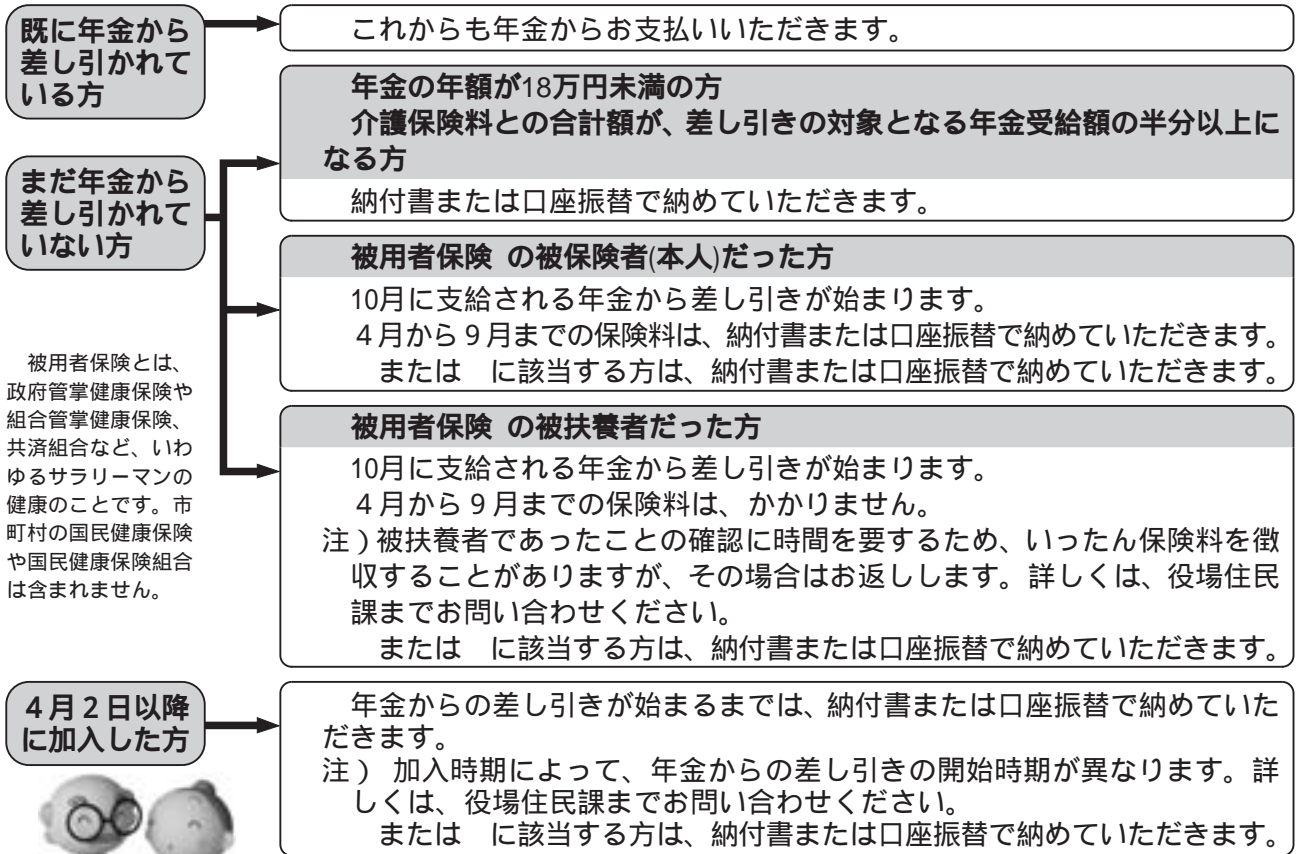 既に年金から
差し引かれて
いる方
これからも年金からお支払いいただきます。
まだ年金から
差し引かれて
いない方
年金の年額が18万円未満の方
介護保険料との合計額が、差し引きの対象となる年金受給額の半分以上に
なる方
納付書または口座振替で納めていただきます。
被用者保険 の被保険者(本人)だった方
10月に支給される年金から差し引きが始まります。
4月から9月までの保険料は、納付書または口座振替で納めていただきます。
または　に該当する方は、納付書または口座振替で納めていただきます。
被用者保険 の被扶養者だった方
10月に支給される年金から差し引きが始まります。
4月から9月までの保険料は、かかりません。
注)被扶養者であったことの確認に時間を要するため、いったん保険料を徴
収することがありますが、その場合はお返しします。詳しくは、役場住民
課までお問い合わせください。
または　に該当する方は、納付書または口座振替で納めていただきます。
被用者保険とは、
政府管掌健康保険や
組合管掌健康保険、
共済組合など、いわ
ゆるサラリーマンの
健康のことです。市
町村の国民健康保険
や国民健康保険組合
は含まれません。
4月2日以降
に加入した方
年金からの差し引きが始まるまでは、納付書または口座振替で納めていた
だきます。
注) 加入時期によって、年金からの差し引きの開始時期が異なります。詳
しくは、役場住民課までお問い合わせください。
または　に該当する方は、納付書または口座振替で納めていただきます。